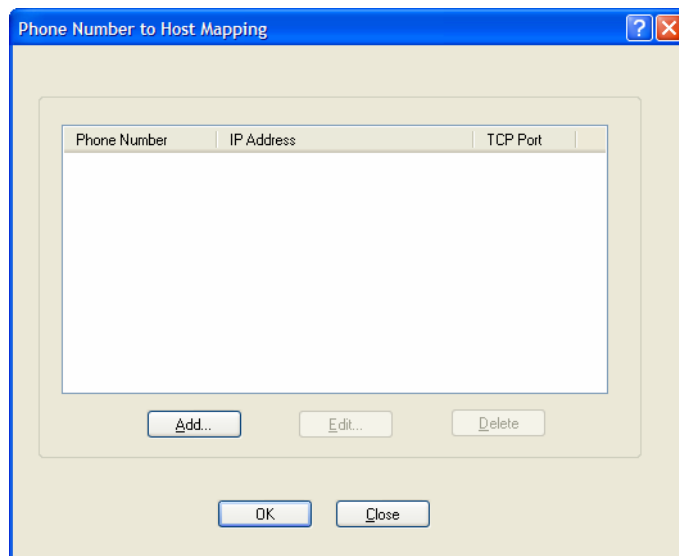 Phone Number to Host Mapping
?
Phone Number IP Address TCP Port
Add... Edit... Delete
OK Close